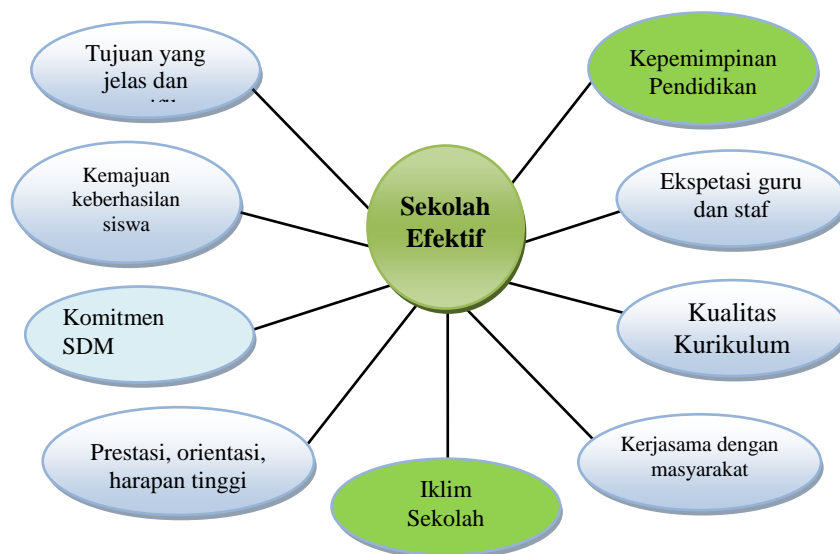 Tujuan yang
jelas dan
Kepemimpinan
Pendidikan
Kemajuan
keberhasilan
siswa
Sekolah
Efektif
Ekspetasi guru
dan staf
Komitmen
SDM
Kualitas
Kurikulum
Prestasi, orientasi,
harapan tinggi
Iklim
Sekolah
Kerjasama dengan
masyarakat